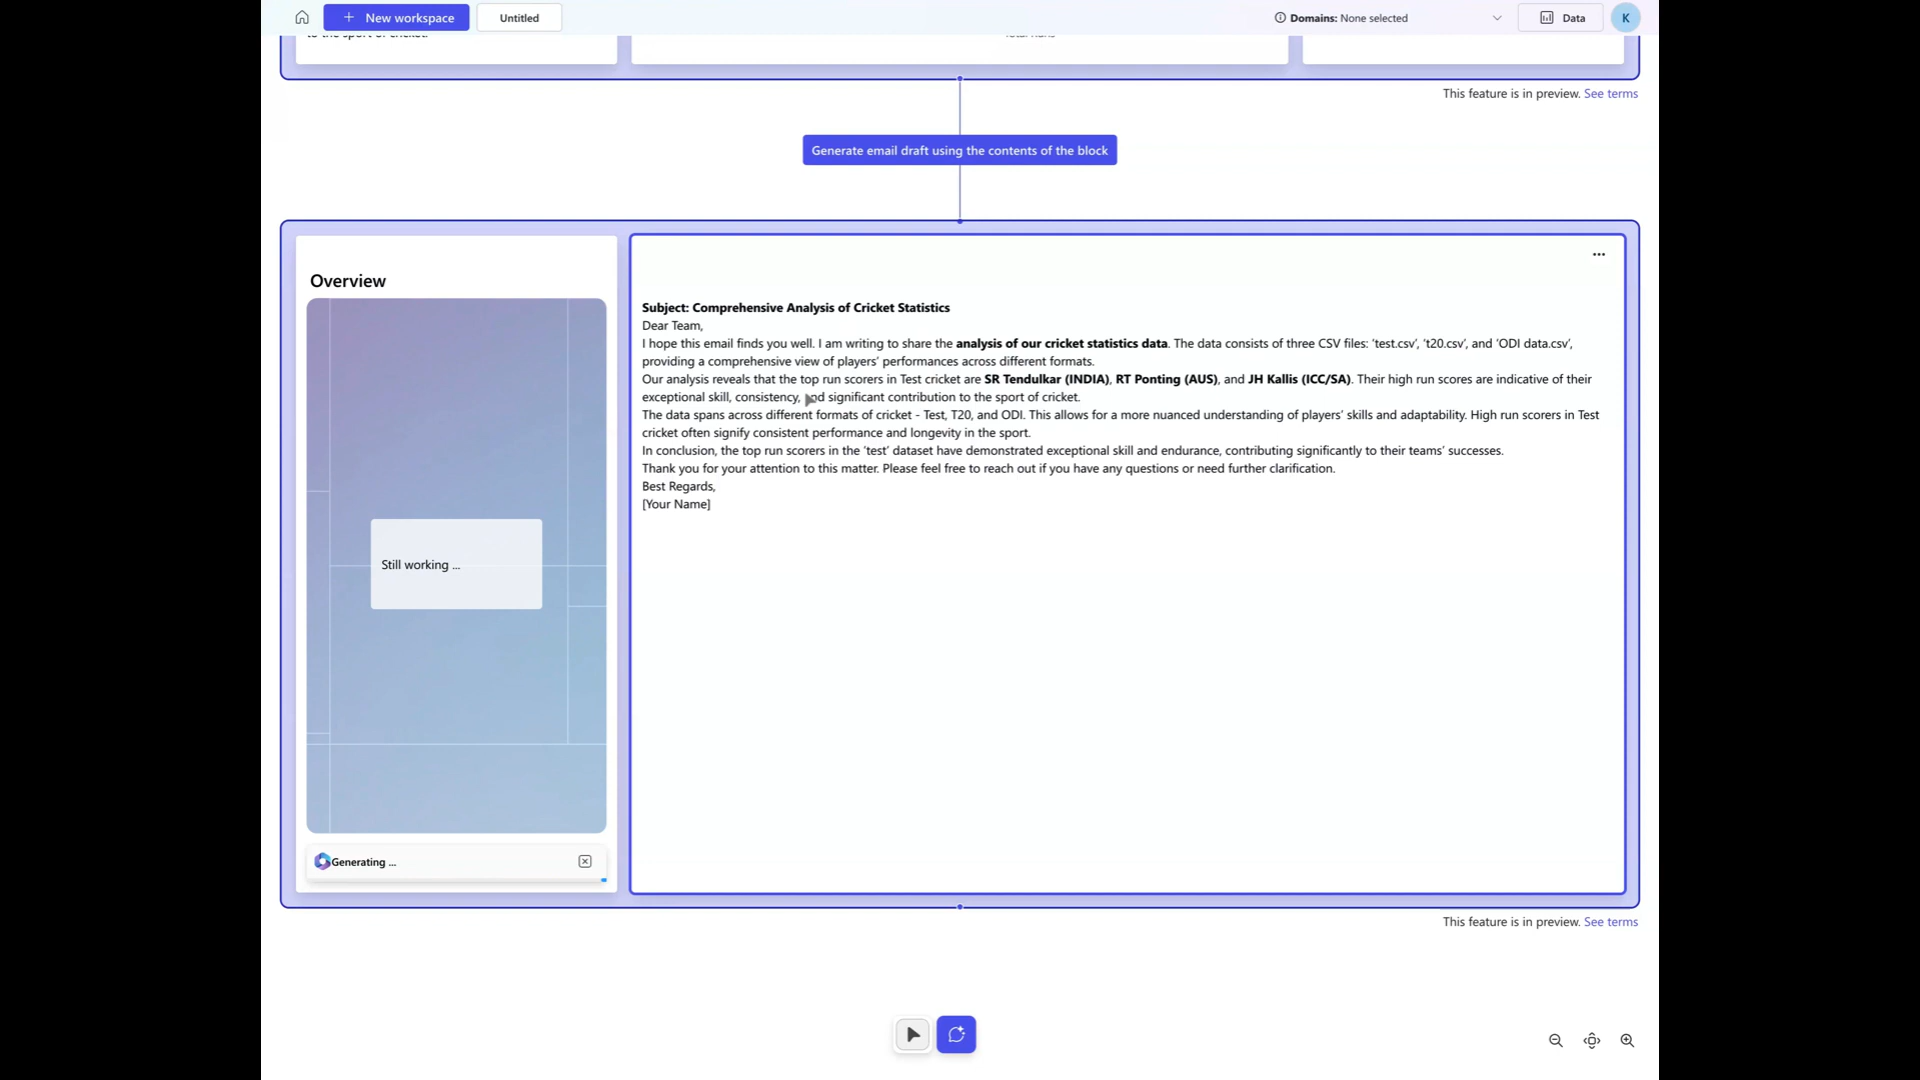 New workspace
Untitled
Domains: None selected
Data
K
to the sport of cricket.
Total runs
This feature is in preview. See terms
Generate email draft using the contents of the block
Overview
Still working ...
Generating ...
Subject: Comprehensive Analysis of Cricket Statistics
Dear Team,
I hope this email finds you well. I am writing to share the analysis of our cricket statistics data. The data consists of three CSV files: ‘test.csv’, ‘t20.csv’, and ‘ODI data.csv’,
providing a comprehensive view of players’ performances across different formats.
Our analysis reveals that the top run scorers in Test cricket are SR Tendulkar (INDIA), RT Ponting (AUS), and JH Kallis (ICC/SA). Their high run scores are indicative of their
exceptional skill, consistency, and significant contribution to the sport of cricket.
The data spans across different formats of cricket - Test, T20, and ODI. This allows for a more nuanced understanding of players’ skills and adaptability. High run scorers in Test
cricket often signify consistent performance and longevity in the sport.
In conclusion, the top run scorers in the ‘test’ dataset have demonstrated exceptional skill and endurance, contributing significantly to their teams’ successes.
Thank you for your attention to this matter. Please feel free to reach out if you have any questions or need further clarification.
Best Regards,
[Your Name]
This feature is in preview. See terms